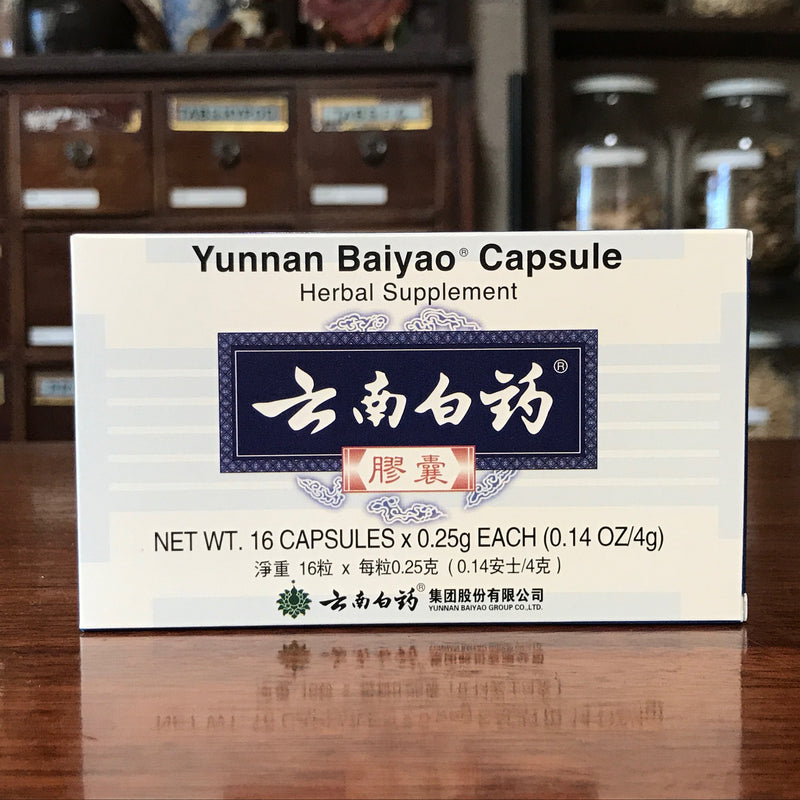 Yunnan Baiyao® Capsule
Herbal Supplement
云南白药®
膠囊
NET WT. 16 CAPSULES x 0.25g EACH (0.14 OZ/4g)
淨重 16粒 x 每粒0.25克 ( 0.14安士/4克 )
云南白药® 集团股份有限公司
YUNNAN BAIYAO GROUP CO.,LTD.